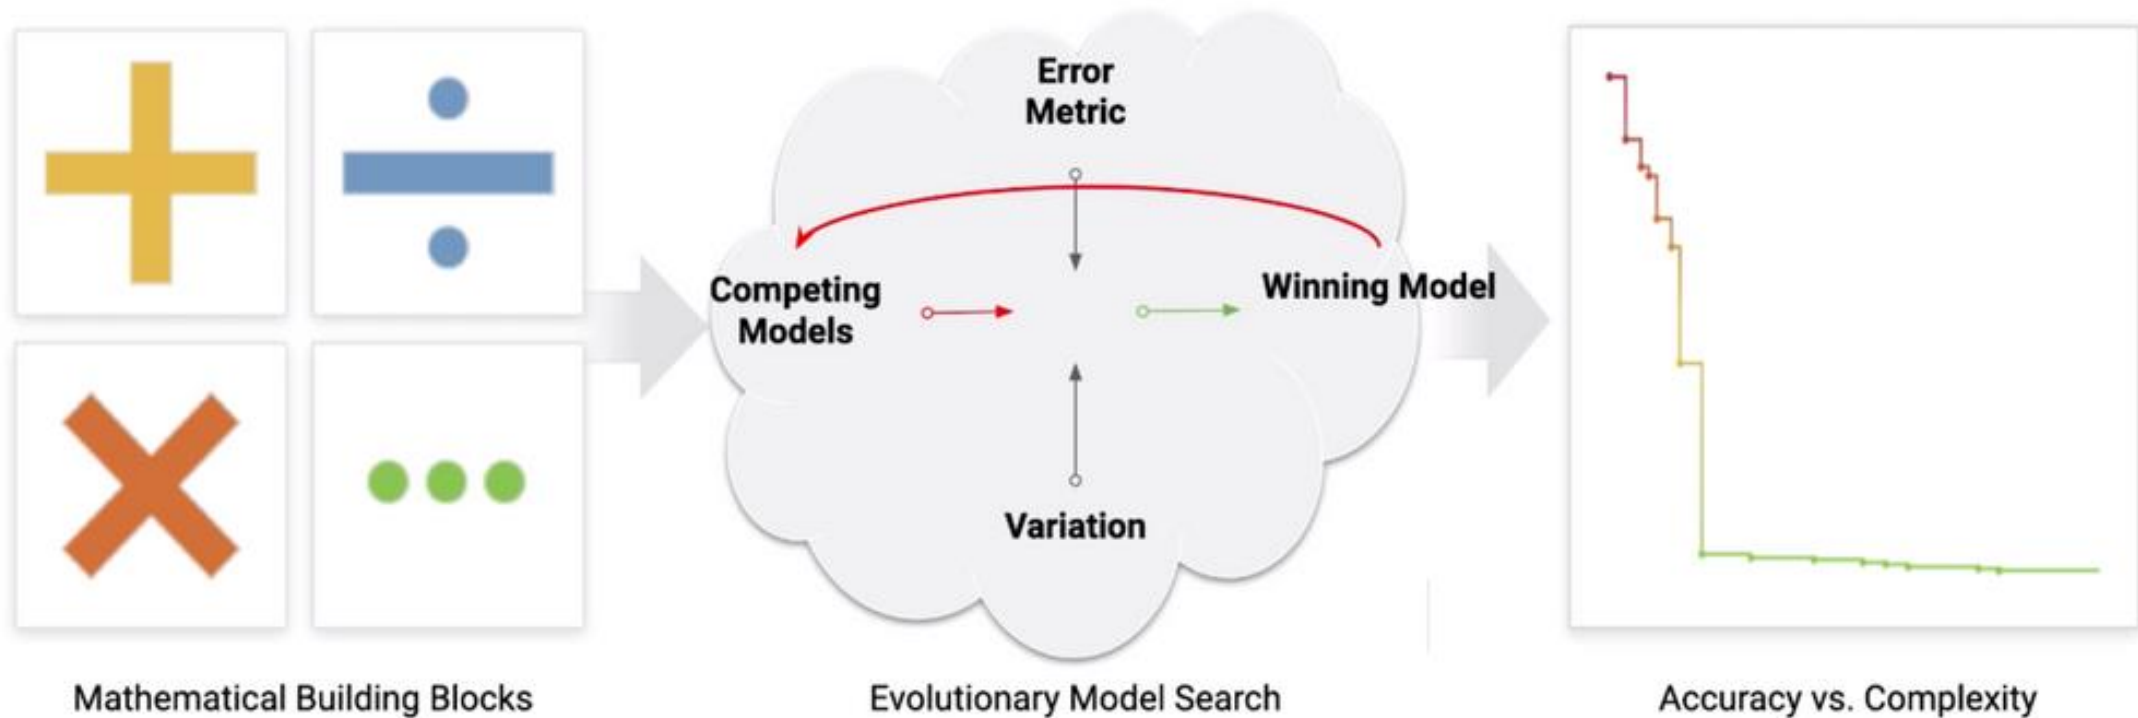 Error
Metric
Competing
Models
Winning Model
Variation
Mathematical Building Blocks
Evolutionary Model Search
Accuracy vs. Complexity